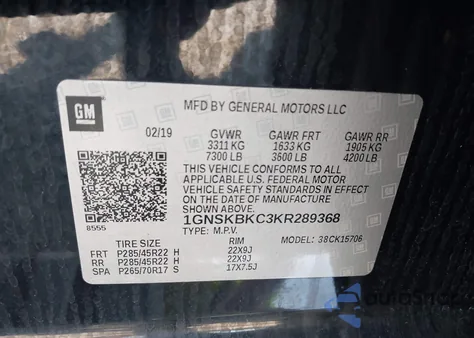 GM
MFD BY GENERAL MOTORS LLC
02/19 GVWR GAWR FRT GAWR RR
3311 KG 1633 KG 1905 KG
7300 LB 3600 LB 4200 LB
THIS VEHICLE CONFORMS TO ALL
APPLICABLE U.S. FEDERAL MOTOR
VEHICLE SAFETY STANDARDS IN EFFECT
ON THE DATE OF MANUFACTURE SHOWN ABOVE.
1GNSKBKC3KR289368
8555 TYPE: M.P.V. MODEL: 38CK15706
TIRE SIZE RIM
FRT P285/45R22 H 22X9J
RR P285/45R22 H 22X9J
SPA P265/70R17 S 17X7.5J